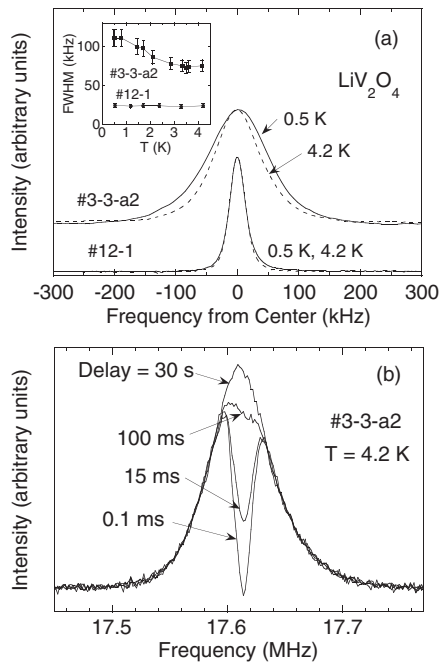 (a)
LiV₂O₄
FWHM (kHz)
100
50
0
#3-3-a2
#12-1
0 1 2 3 4
T (K)
0.5 K
4.2 K
#3-3-a2
#12-1
0.5 K, 4.2 K
Intensity (arbitrary units)
-300 -200 -100 0 100 200 300
Frequency from Center (kHz)
(b)
Delay = 30 s
#3-3-a2
T = 4.2 K
100 ms
15 ms
0.1 ms
Intensity (arbitrary units)
17.5 17.6 17.7
Frequency (MHz)